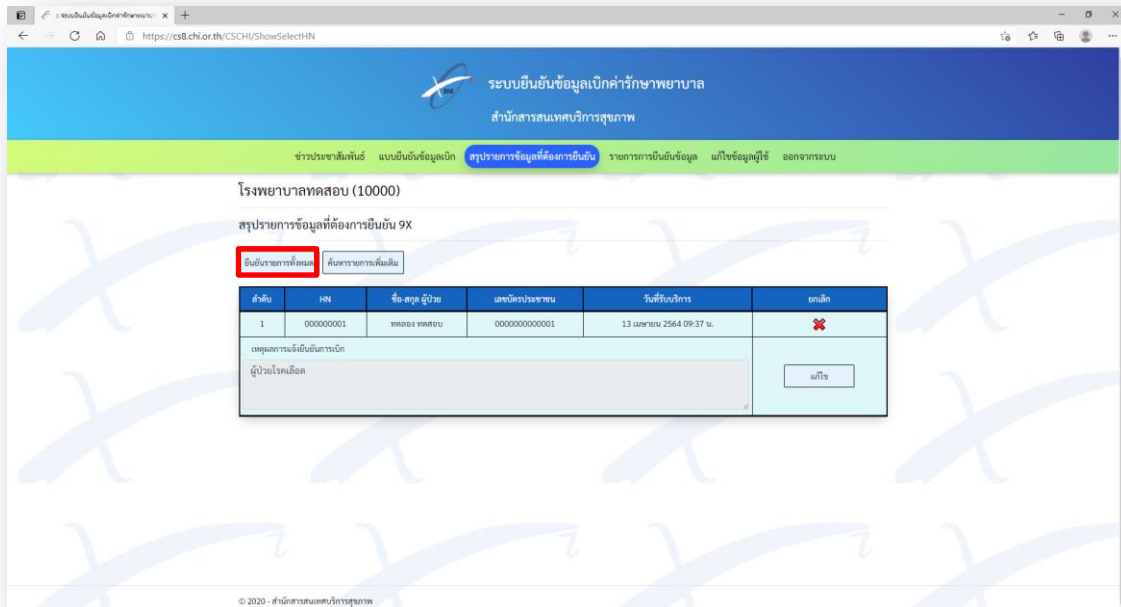 https://cs8.chi.or.th/CSCHI/ShowSelectHN
ระบบยืนยันข้อมูลเบิกค่ารักษาพยาบาล
สำนักสารสนเทศบริการสุขภาพ
ข่าวประชาสัมพันธ์ แบบยืนยันข้อมูลเบิก สรุปรายการข้อมูลที่ต้องการยืนยัน รายการการยืนยันข้อมูล แก้ไขข้อมูลผู้ใช้ ออกจากระบบ
โรงพยาบาลทดสอบ (10000)
สรุปรายการข้อมูลที่ต้องการยืนยัน 9X
ยืนยันรายการทั้งหมด ค้นหารายการเพิ่มเติม
ลำดับ HN ชื่อ-สกุล ผู้ป่วย เลขบัตรประชาชน วันที่รับบริการ ยกเลิก
1 000000001 ทดลอง ทดสอบ 0000000000001 13 เมษายน 2564 09:37 น.
เหตุผลการแจ้งยืนยันการเบิก
ผู้ป่วยโรคเลือด
แก้ไข
© 2020 - สำนักสารสนเทศบริการสุขภาพ